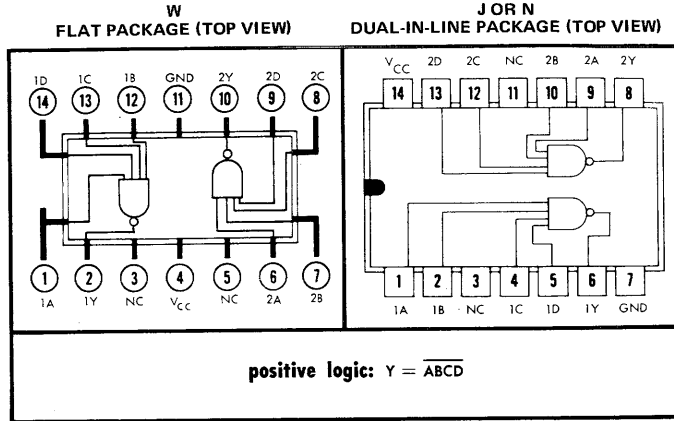 W
FLAT PACKAGE (TOP VIEW)
1D 1C 1B GND 2Y 2D 2C
14 13 12 11 10 9 8
1 2 3 4 5 6 7
1A 1Y NC VCC NC 2A 2B
J OR N
DUAL-IN-LINE PACKAGE (TOP VIEW)
VCC 2D 2C NC 2B 2A 2Y
14 13 12 11 10 9 8
1 2 3 4 5 6 7
1A 1B NC 1C 1D 1Y GND
positive logic: Y = ABCD